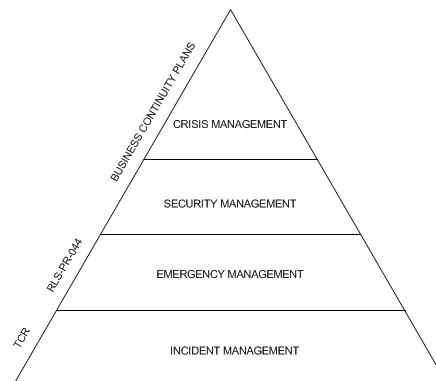 BUSINESS CONTINUITY PLANS
CRISIS MANAGEMENT
SECURITY MANAGEMENT
RLS-PR-044
EMERGENCY MANAGEMENT
TCR
INCIDENT MANAGEMENT